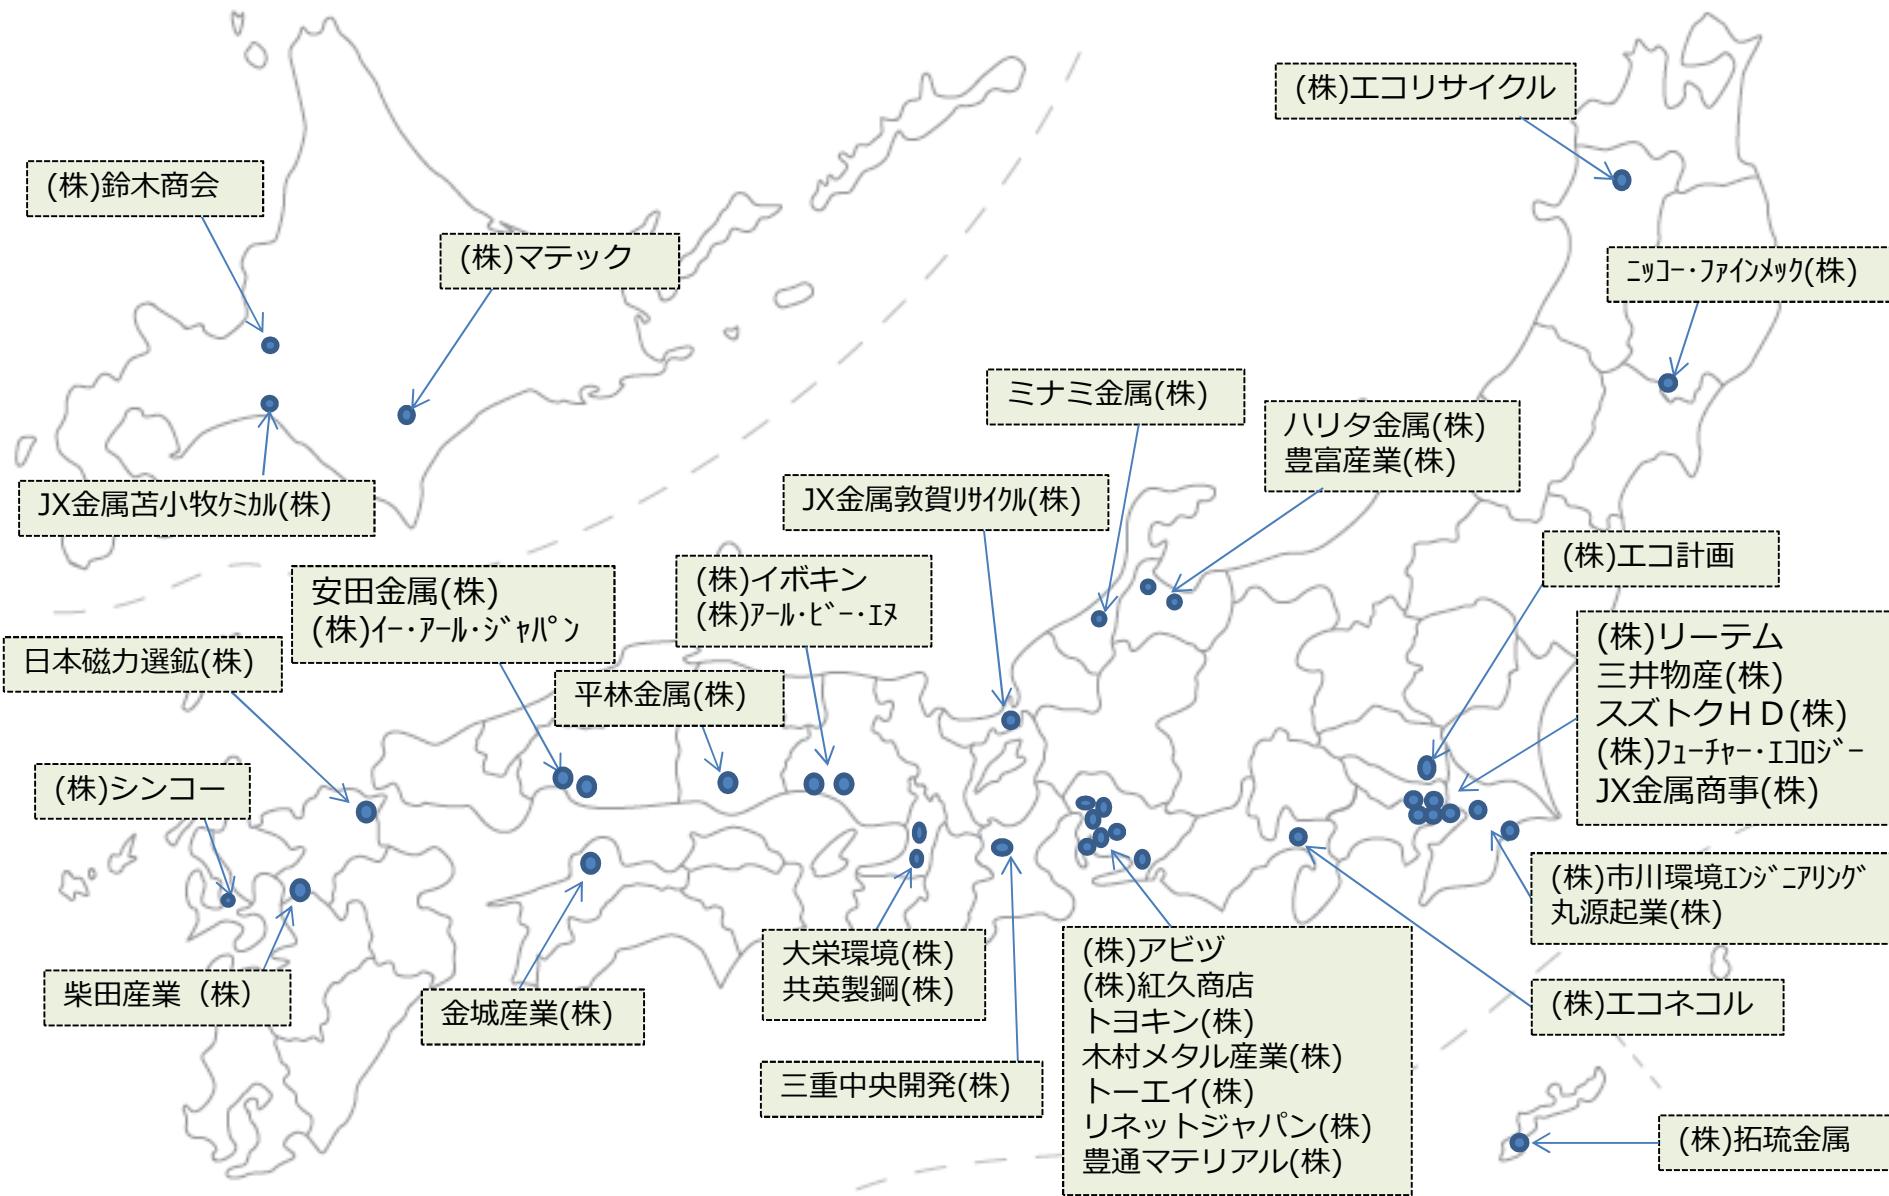 (株)エコリサイクル
(株)鈴木商会
(株)マテック
ﾆｯｺｰ･ﾌｧｲﾝﾒｯｸ(株)
ミナミ金属(株)
ハリタ金属(株)
豊富産業(株)
JX金属苫小牧ｹﾐｶﾙ(株)
JX金属敦賀ﾘｻｲｸﾙ(株)
(株)エコ計画
安田金属(株)
(株)ｲｰ･ｱｰﾙ･ｼﾞｬﾊﾟﾝ
(株)イボキン
(株)ｱｰﾙ･ﾋﾞｰ･ｴﾇ
日本磁力選鉱(株)
平林金属(株)
(株)リーテム
三井物産(株)
スズトクＨＤ(株)
(株)ﾌｭｰﾁｬｰ･ｴｺﾛｼﾞｰ
JX金属商事(株)
(株)シンコー
(株)市川環境ｴﾝｼﾞﾆｱﾘﾝｸﾞ
丸源起業(株)
柴田産業（株）
金城産業(株)
大栄環境(株)
共英製鋼(株)
三重中央開発(株)
(株)アビヅ
(株)紅久商店
トヨキン(株)
木村メタル産業(株)
トーエイ(株)
リネットジャパン(株)
豊通マテリアル(株)
(株)エコネコル
(株)拓琉金属